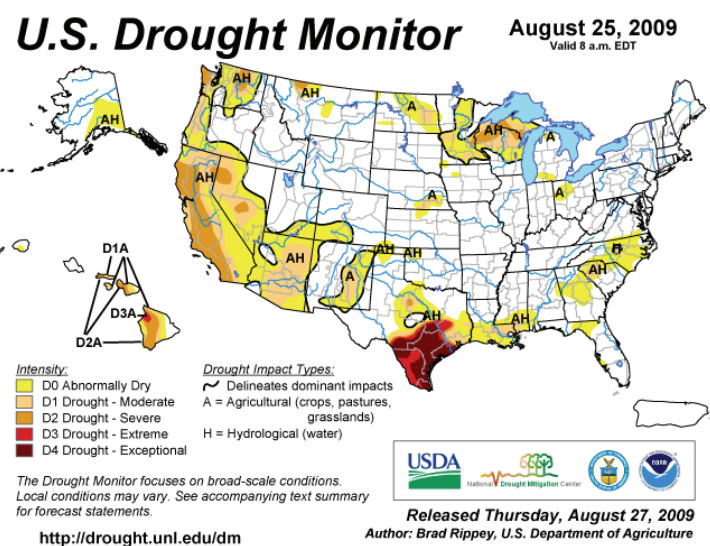 U.S. Drought Monitor
August 25, 2009
Valid 8 a.m. EDT
AH
AH
AH
A
AH
A
AH
A
A
AH
AH
A
AH
AH
AH
AH
AH
D1A
D3A
D2A
Intensity:
D0 Abnormally Dry
D1 Drought - Moderate
D2 Drought - Severe
D3 Drought - Extreme
D4 Drought - Exceptional
Drought Impact Types:
Delineates dominant impacts
A = Agricultural (crops, pastures,
grasslands)
H = Hydrological (water)
The Drought Monitor focuses on broad-scale conditions.
Local conditions may vary. See accompanying text summary
for forecast statements.
http://drought.unl.edu/dm
USDA
National Drought Mitigation Center
NOAA
Released Thursday, August 27, 2009
Author: Brad Rippey, U.S. Department of Agriculture